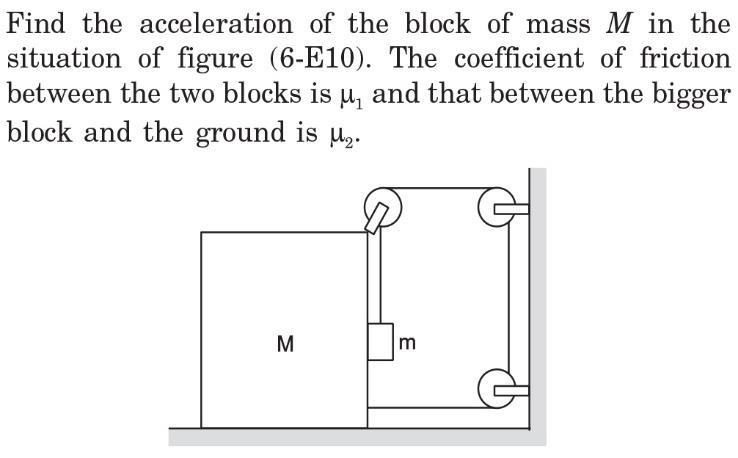 Find the acceleration of the block of mass M in the
situation of figure (6-E10). The coefficient of friction
between the two blocks is μ₁ and that between the bigger
block and the ground is μ₂.
M
m